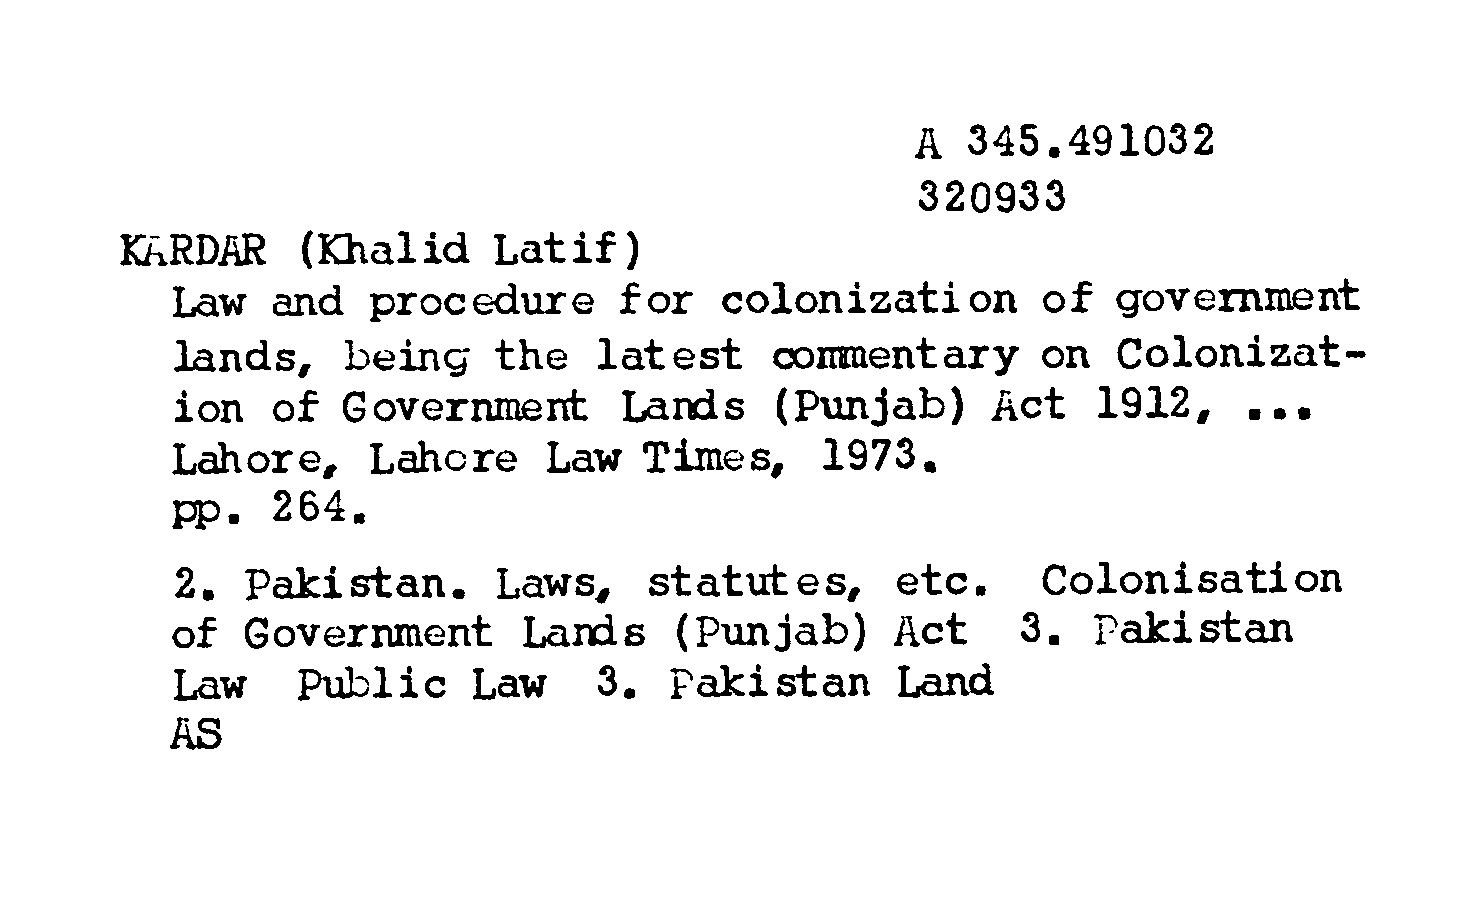 A 345.491032
320933
KARDAR (Khalid Latif)
Law and procedure for colonization of government
lands, being the latest commentary on Colonizat-
ion of Government Lands (Punjab) Act 1912, ...
Lahore, Lahore Law Times, 1973.
pp. 264.
2. Pakistan. Laws, statutes, etc. Colonisation
of Government Lands (Punjab) Act 3. Pakistan
Law Public Law 3. Pakistan Land
AS